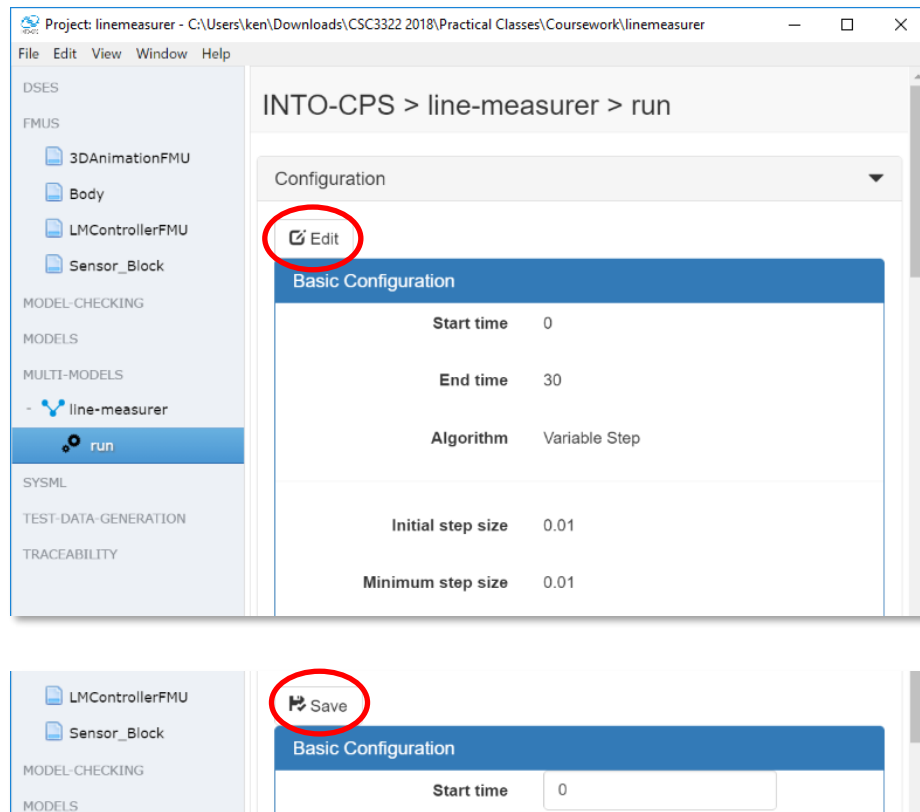 Project: linemeasurer - C:\Users\ken\Downloads\CSC3322 2018\Practical Classes\Coursework\linemeasurer
File Edit View Window Help
DSES
FMUS
3DAnimationFMU
Body
LMControllerFMU
Sensor_Block
MODEL-CHECKING
MODELS
MULTI-MODELS
- line-measurer
run
SYSML
TEST-DATA-GENERATION
TRACEABILITY
INTO-CPS > line-measurer > run
Configuration
Edit
Basic Configuration
Start time 0
End time 30
Algorithm Variable Step
Initial step size 0.01
Minimum step size 0.01
LMControllerFMU
Sensor_Block
MODEL-CHECKING
MODELS
Save
Basic Configuration
Start time 0